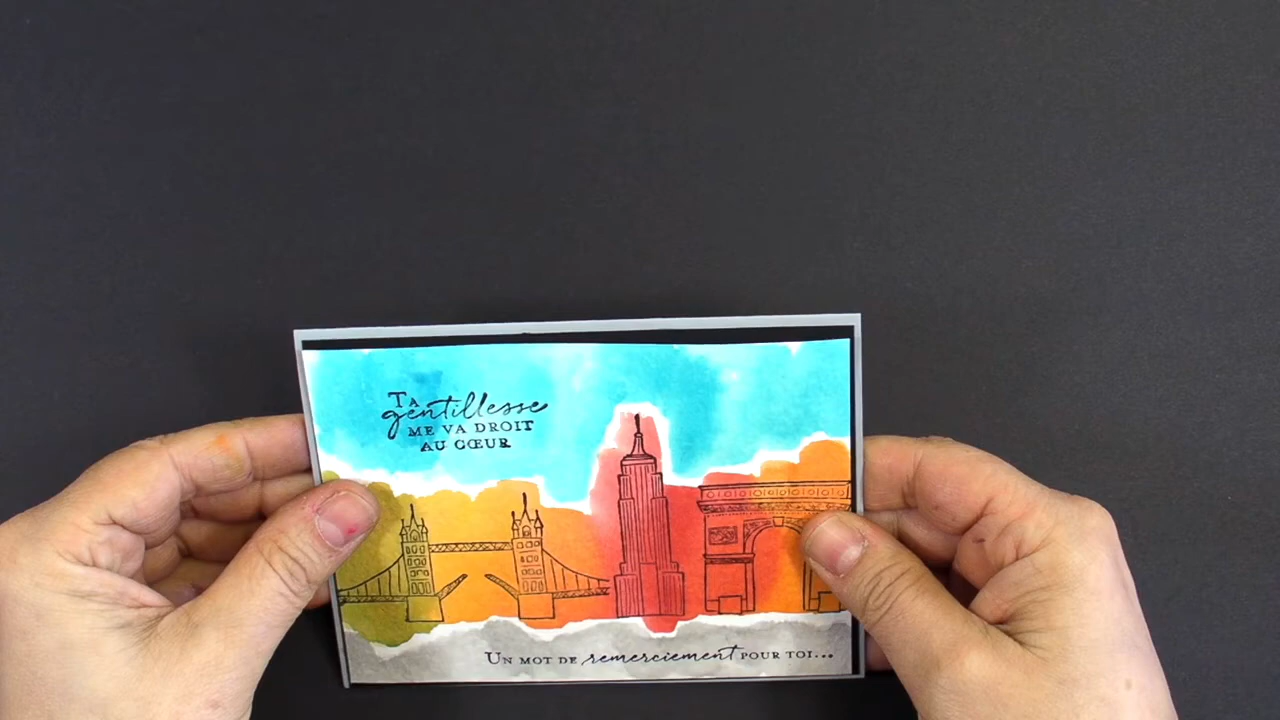 Ta
gentillesse
me va droit
au cœur
Un mot de remerciement pour toi...